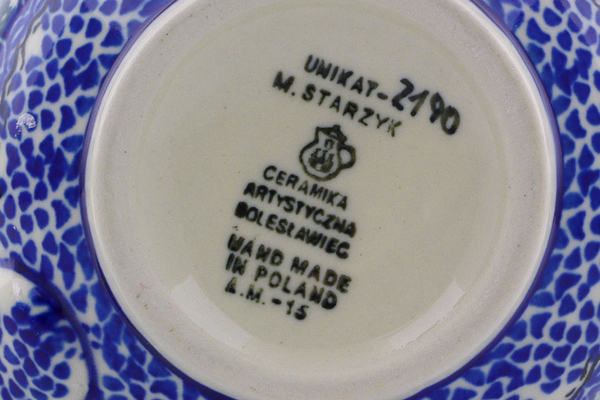 UNIKAT-2190
M. STARZYK
CERAMIKA
ARTYSTYCZNA
BOLESŁAWIEC
HAND MADE
IN POLAND
A.M.-15